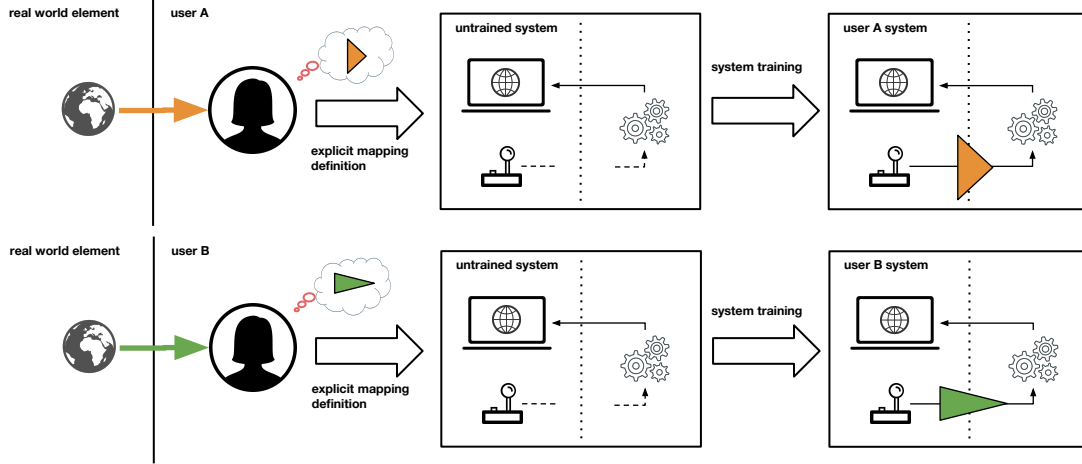 real world element
user A
untrained system
system training
user A system
explicit mapping
definition
real world element
user B
untrained system
system training
user B system
explicit mapping
definition